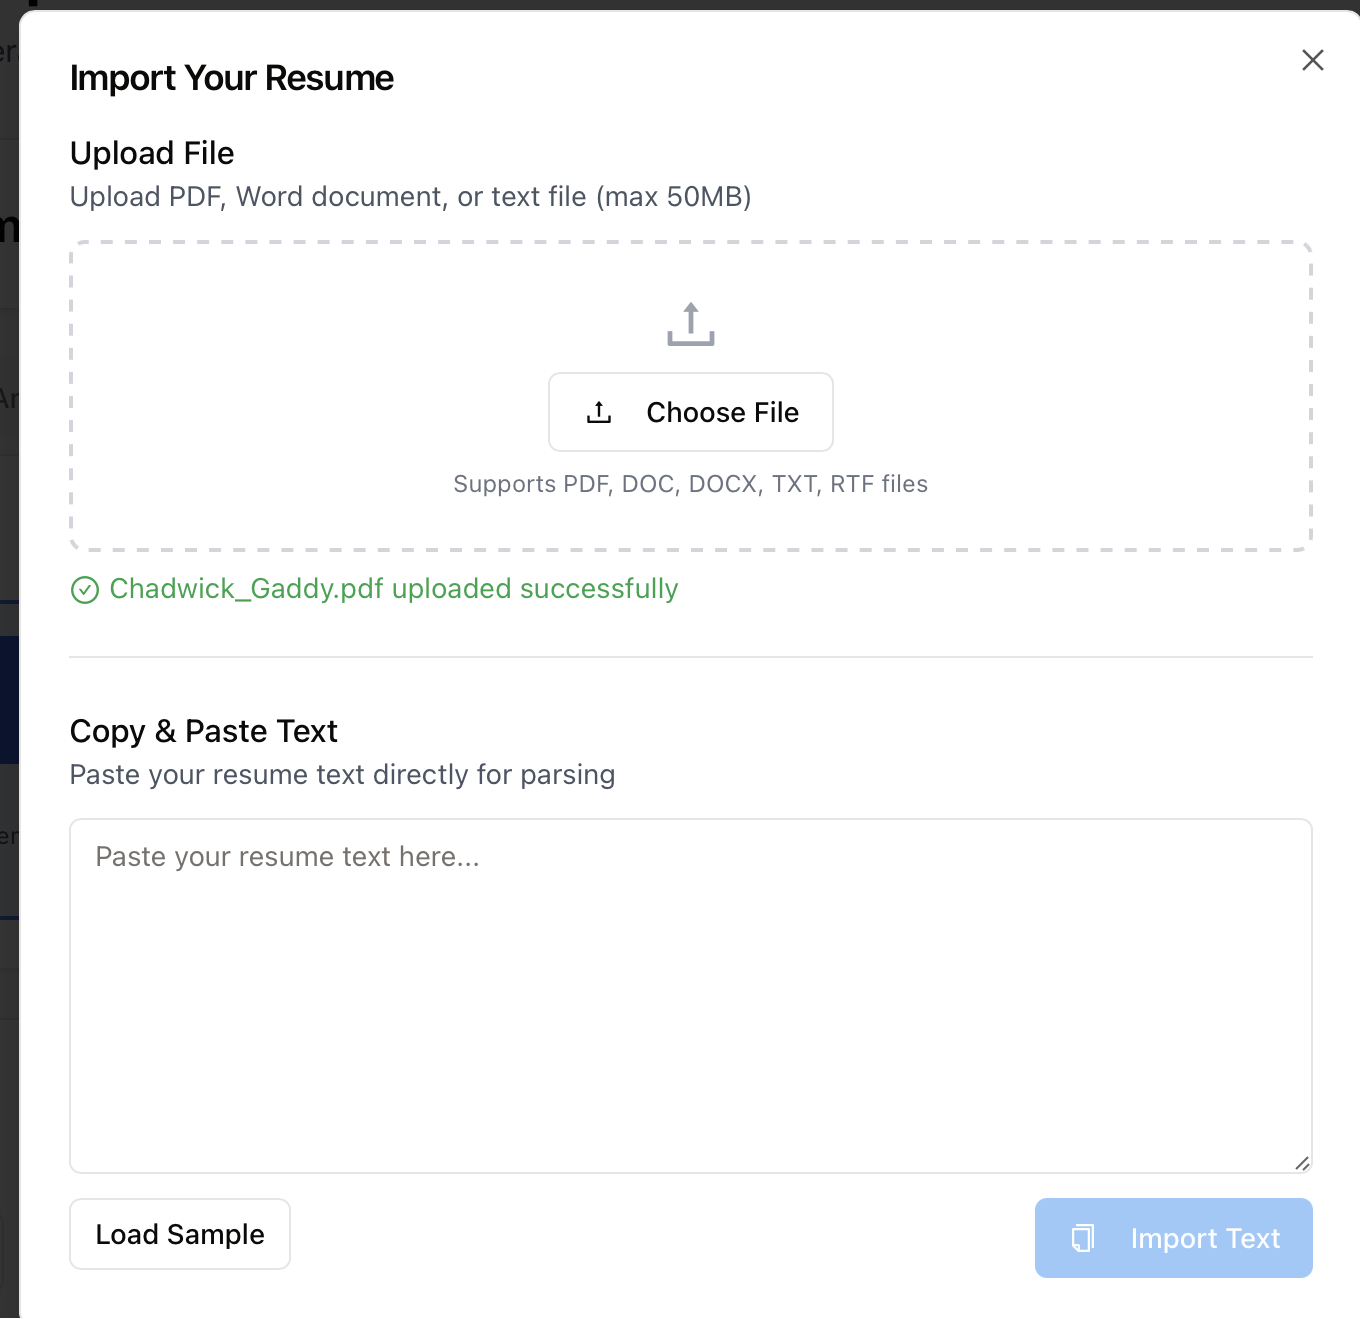 Import Your Resume
Upload File
Upload PDF, Word document, or text file (max 50MB)
Choose File
Supports PDF, DOC, DOCX, TXT, RTF files
Chadwick_Gaddy.pdf uploaded successfully
Copy & Paste Text
Paste your resume text directly for parsing
Paste your resume text here...
Load Sample
Import Text